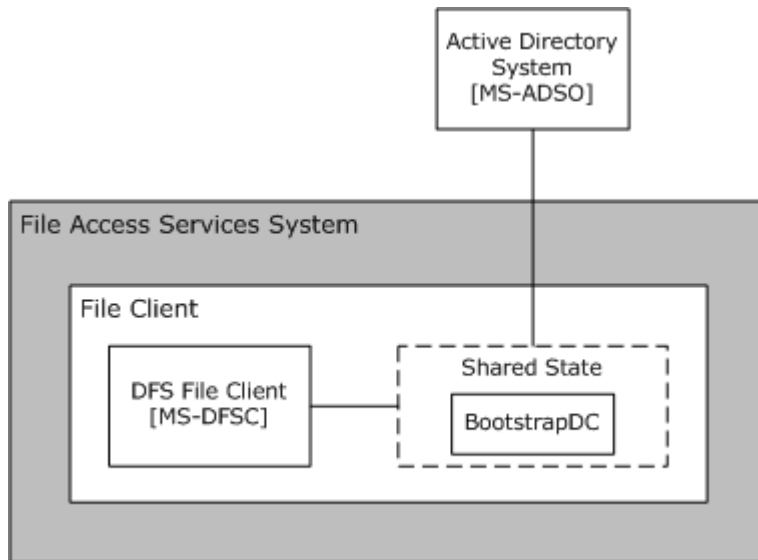 Active Directory
System
[MS-ADSO]
File Access Services System
File Client
DFS File Client
[MS-DFSC]
Shared State
BootstrapDC